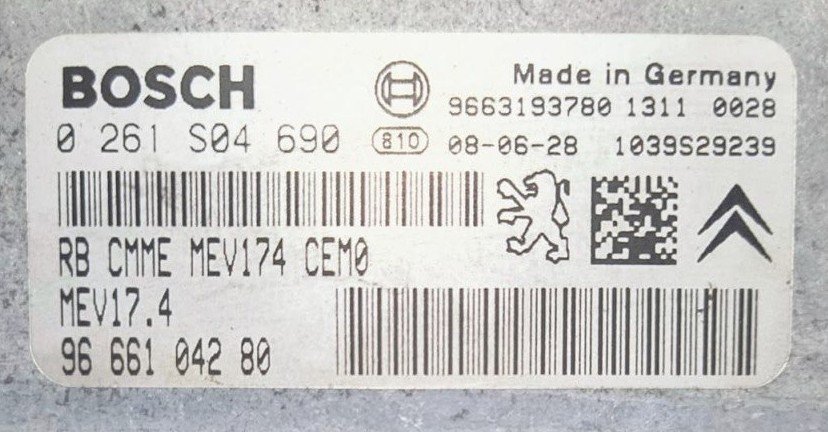 BOSCH
Made in Germany
9663193780 1311 0028
0 261 S04 690 810 08-06-28 1039S29239
RB CMME MEV174 CEM0
MEV17.4
96 661 042 80